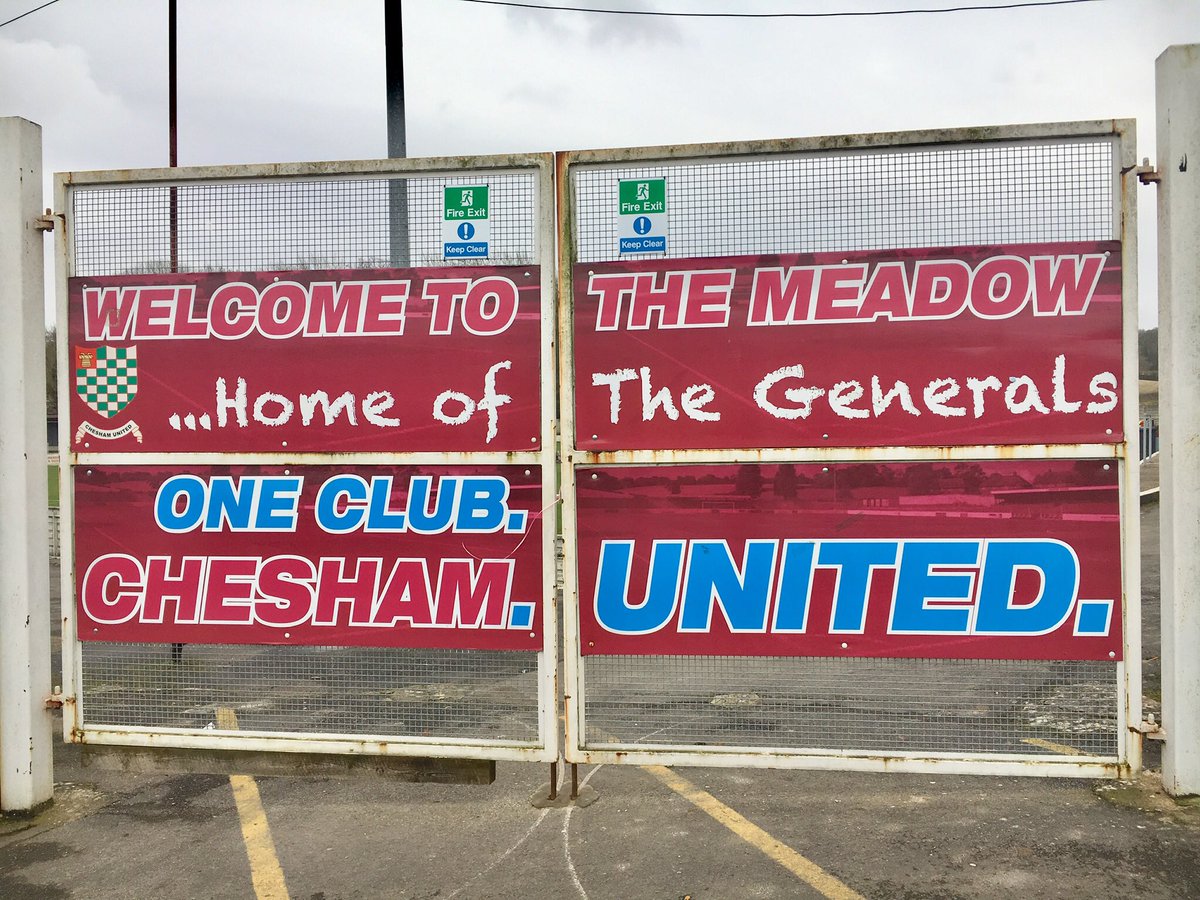 Fire Exit
Keep Clear
Fire Exit
Keep Clear
WELCOME TO THE MEADOW
...Home of The Generals
CHESHAM UNITED
ONE CLUB.
CHESHAM. UNITED.